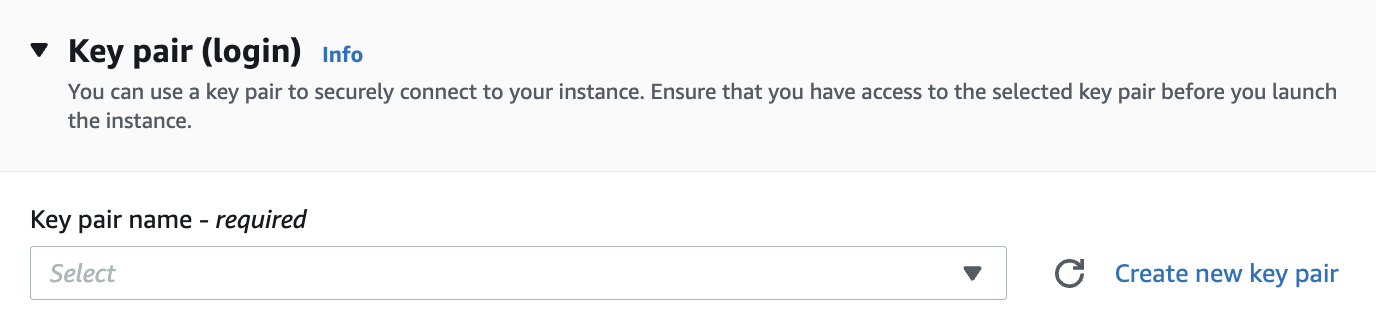 Key pair (login) Info
You can use a key pair to securely connect to your instance. Ensure that you have access to the selected key pair before you launch
the instance.
Key pair name - required
Select
Create new key pair